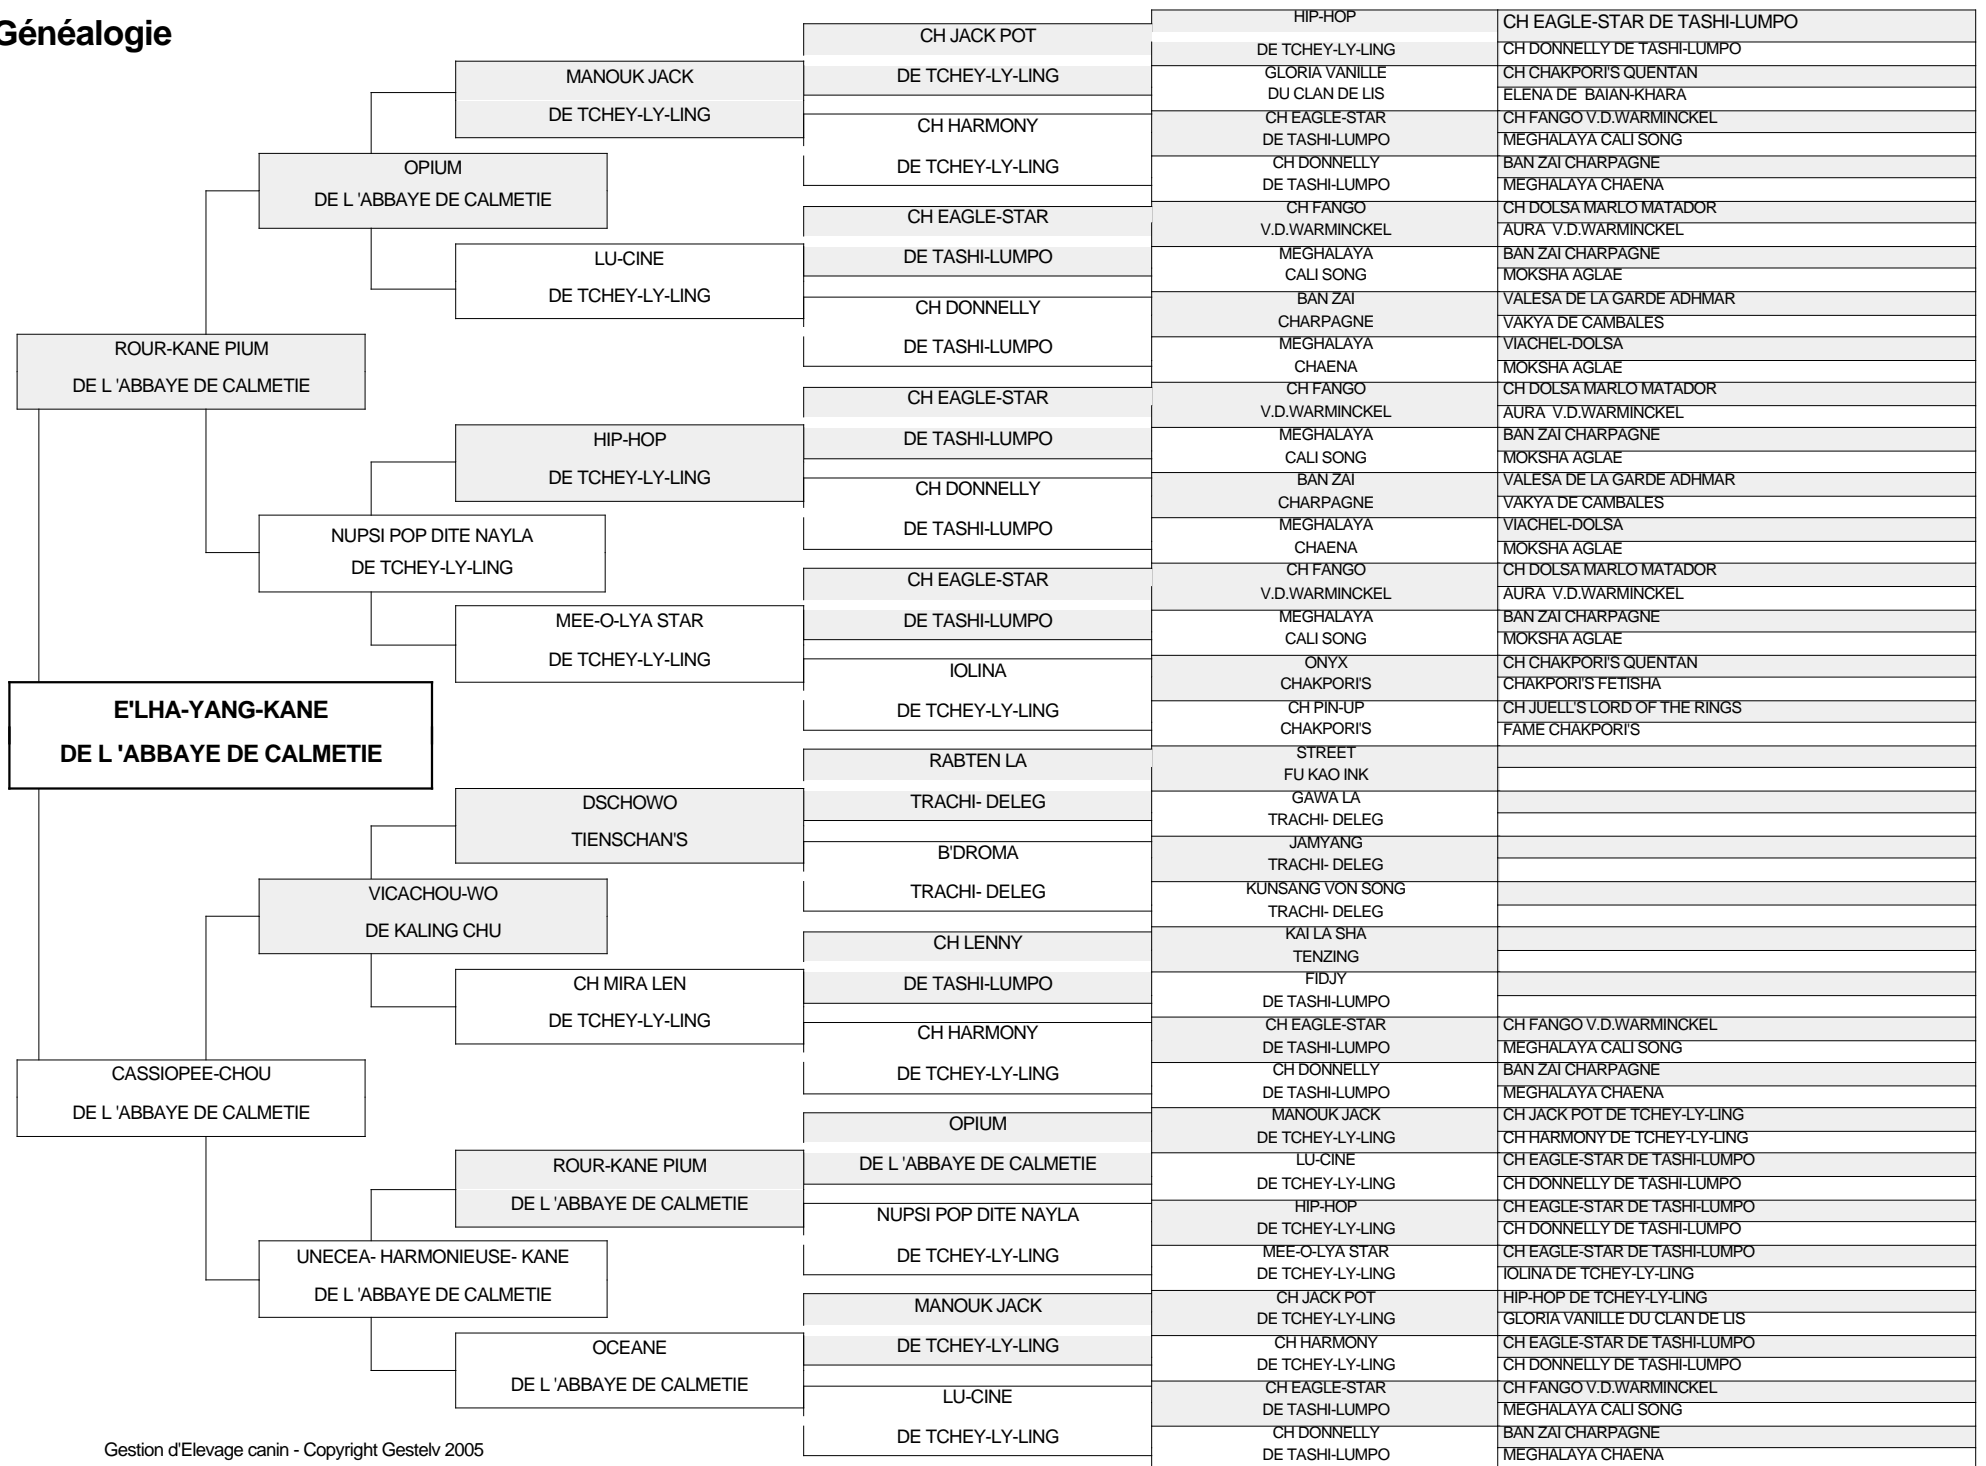 Généalogie
E'LHA-YANG-KANE
DE L 'ABBAYE DE CALMETIE
ROUR-KANE PIUM
DE L 'ABBAYE DE CALMETIE
CASSIOPEE-CHOU
DE L 'ABBAYE DE CALMETIE
OPIUM
DE L 'ABBAYE DE CALMETIE
NUPSI POP DITE NAYLA
DE TCHEY-LY-LING
VICACHOU-WO
DE KALING CHU
UNECEA- HARMONIEUSE- KANE
DE L 'ABBAYE DE CALMETIE
MANOUK JACK
DE TCHEY-LY-LING
LU-CINE
DE TCHEY-LY-LING
HIP-HOP
DE TCHEY-LY-LING
MEE-O-LYA STAR
DE TCHEY-LY-LING
DSCHOWO
TIENSCHAN'S
CH MIRA LEN
DE TCHEY-LY-LING
ROUR-KANE PIUM
DE L 'ABBAYE DE CALMETIE
OCEANE
DE L 'ABBAYE DE CALMETIE
CH JACK POT
DE TCHEY-LY-LING
CH HARMONY
DE TCHEY-LY-LING
CH EAGLE-STAR
DE TASHI-LUMPO
CH DONNELLY
DE TASHI-LUMPO
CH EAGLE-STAR
DE TASHI-LUMPO
CH DONNELLY
DE TASHI-LUMPO
CH EAGLE-STAR
DE TASHI-LUMPO
IOLINA
DE TCHEY-LY-LING
RABTEN LA
TRACHI- DELEG
B'DROMA
TRACHI- DELEG
CH LENNY
DE TASHI-LUMPO
CH HARMONY
DE TCHEY-LY-LING
OPIUM
DE L 'ABBAYE DE CALMETIE
NUPSI POP DITE NAYLA
DE TCHEY-LY-LING
MANOUK JACK
DE TCHEY-LY-LING
LU-CINE
DE TCHEY-LY-LING
HIP-HOP
DE TCHEY-LY-LING
GLORIA VANILLE
DU CLAN DE LIS
CH EAGLE-STAR
DE TASHI-LUMPO
CH DONNELLY
DE TASHI-LUMPO
CH FANGO
V.D.WARMINCKEL
MEGHALAYA
CALI SONG
BAN ZAI
CHARPAGNE
MEGHALAYA
CHAENA
CH FANGO
V.D.WARMINCKEL
MEGHALAYA
CALI SONG
BAN ZAI
CHARPAGNE
MEGHALAYA
CHAENA
CH FANGO
V.D.WARMINCKEL
MEGHALAYA
CALI SONG
ONYX
CHAKPORI'S
CH PIN-UP
CHAKPORI'S
STREET
FU KAO INK
GAWA LA
TRACHI- DELEG
JAMYANG
TRACHI- DELEG
KUNSANG VON SONG
TRACHI- DELEG
KAI LA SHA
TENZING
FIDJY
DE TASHI-LUMPO
CH EAGLE-STAR
DE TASHI-LUMPO
CH DONNELLY
DE TASHI-LUMPO
MANOUK JACK
DE TCHEY-LY-LING
LU-CINE
DE TCHEY-LY-LING
HIP-HOP
DE TCHEY-LY-LING
MEE-O-LYA STAR
DE TCHEY-LY-LING
CH JACK POT
DE TCHEY-LY-LING
CH HARMONY
DE TCHEY-LY-LING
CH EAGLE-STAR
DE TASHI-LUMPO
CH DONNELLY
DE TASHI-LUMPO
CH EAGLE-STAR DE TASHI-LUMPO
CH DONNELLY DE TASHI-LUMPO
CH CHAKPORI'S QUENTAN
ELENA DE  BAIAN-KHARA
CH FANGO V.D.WARMINCKEL
MEGHALAYA CALI SONG
BAN ZAI CHARPAGNE
MEGHALAYA CHAENA
CH DOLSA MARLO MATADOR
AURA  V.D.WARMINCKEL
BAN ZAI CHARPAGNE
MOKSHA AGLAE
VALESA DE LA GARDE ADHMAR
VAKYA DE CAMBALES
VIACHEL-DOLSA
MOKSHA AGLAE
CH DOLSA MARLO MATADOR
AURA  V.D.WARMINCKEL
BAN ZAI CHARPAGNE
MOKSHA AGLAE
VALESA DE LA GARDE ADHMAR
VAKYA DE CAMBALES
VIACHEL-DOLSA
MOKSHA AGLAE
CH DOLSA MARLO MATADOR
AURA  V.D.WARMINCKEL
BAN ZAI CHARPAGNE
MOKSHA AGLAE
CH CHAKPORI'S QUENTAN
CHAKPORI'S FETISHA
CH JUELL'S LORD OF THE RINGS
FAME CHAKPORI'S
CH FANGO V.D.WARMINCKEL
MEGHALAYA CALI SONG
BAN ZAI CHARPAGNE
MEGHALAYA CHAENA
CH JACK POT DE TCHEY-LY-LING
CH HARMONY DE TCHEY-LY-LING
CH EAGLE-STAR DE TASHI-LUMPO
CH DONNELLY DE TASHI-LUMPO
CH EAGLE-STAR DE TASHI-LUMPO
CH DONNELLY DE TASHI-LUMPO
CH EAGLE-STAR DE TASHI-LUMPO
IOLINA DE TCHEY-LY-LING
HIP-HOP DE TCHEY-LY-LING
GLORIA VANILLE DU CLAN DE LIS
CH EAGLE-STAR DE TASHI-LUMPO
CH DONNELLY DE TASHI-LUMPO
CH FANGO V.D.WARMINCKEL
MEGHALAYA CALI SONG
BAN ZAI CHARPAGNE
MEGHALAYA CHAENA
Gestion d'Elevage canin - Copyright Gestelv 2005